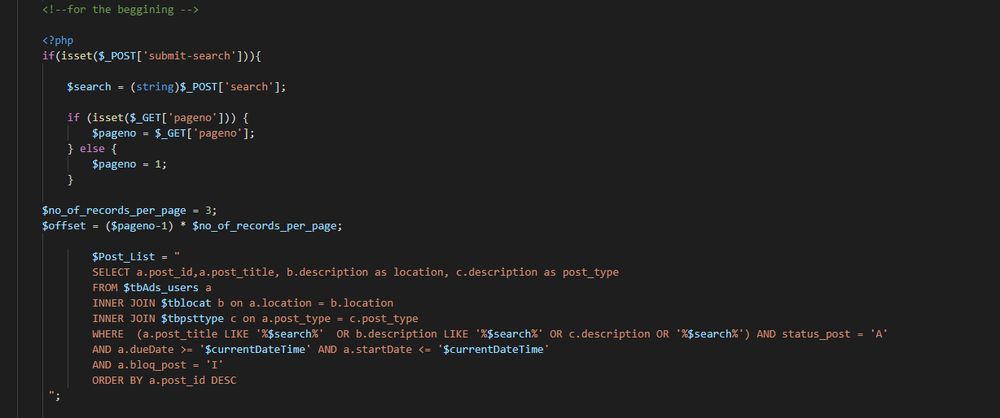 <!--for the beggining -->
<?php
if(isset($_POST['submit-search'])){
$search = (string)$_POST['search'];
if (isset($_GET['pageno'])) {
$pageno = $_GET['pageno'];
} else {
$pageno = 1;
}
$no_of_records_per_page = 3;
$offset = ($pageno-1) * $no_of_records_per_page;
$Post_List = "
SELECT a.post_id,a.post_title, b.description as location, c.description as post_type
FROM $tbAds_users a
INNER JOIN $tblocat b on a.location = b.location
INNER JOIN $tbpsttype c on a.post_type = c.post_type
WHERE  (a.post_title LIKE '%$search%'  OR b.description LIKE '%$search%' OR c.description OR '%$search%') AND status_post = 'A'
AND a.dueDate >= '$currentDateTime' AND a.startDate <= '$currentDateTime'
AND a.bloq_post = 'I'
ORDER BY a.post_id DESC
";